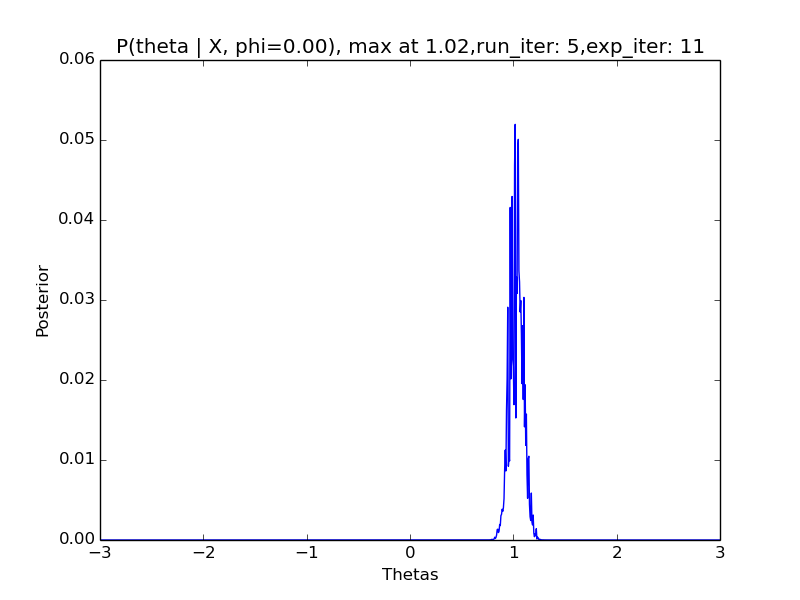 P(theta | X, phi=0.00), max at 1.02,run_iter: 5,exp_iter: 11
0.06
0.05
0.04
0.03
0.02
0.01
0.00
Posterior
−3 −2 −1 0 1 2 3
Thetas